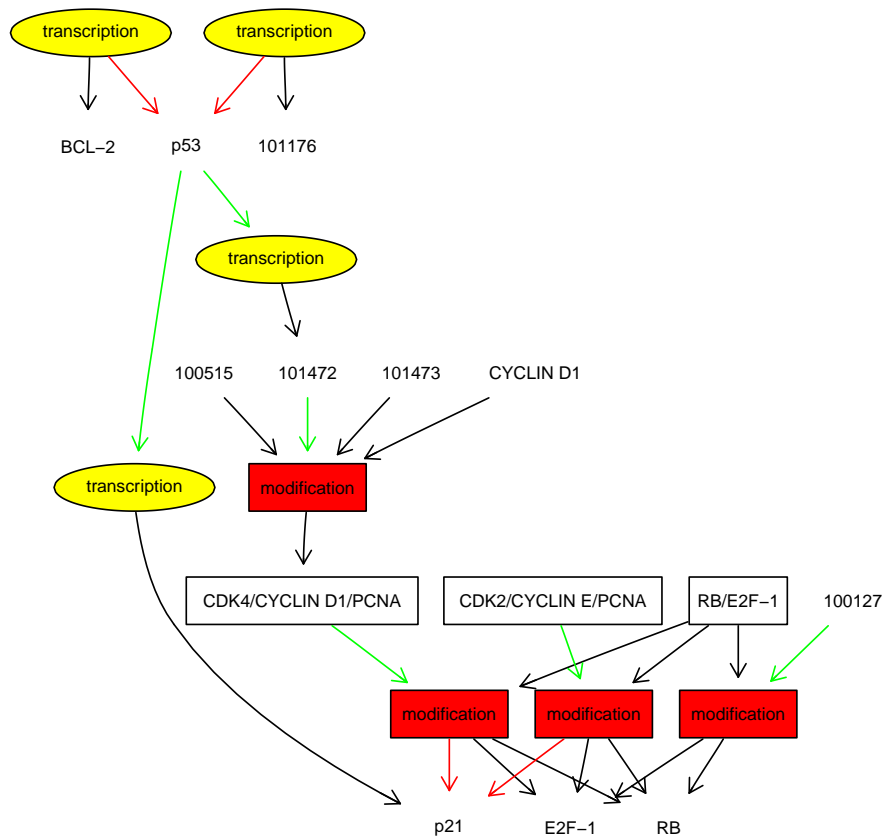 transcription
transcription
BCL−2
p53
101176
transcription
100515
101472
101473
CYCLIN D1
transcription
modification
CDK4/CYCLIN D1/PCNA
CDK2/CYCLIN E/PCNA
RB/E2F−1
100127
modification
modification
modification
p21
E2F−1
RB